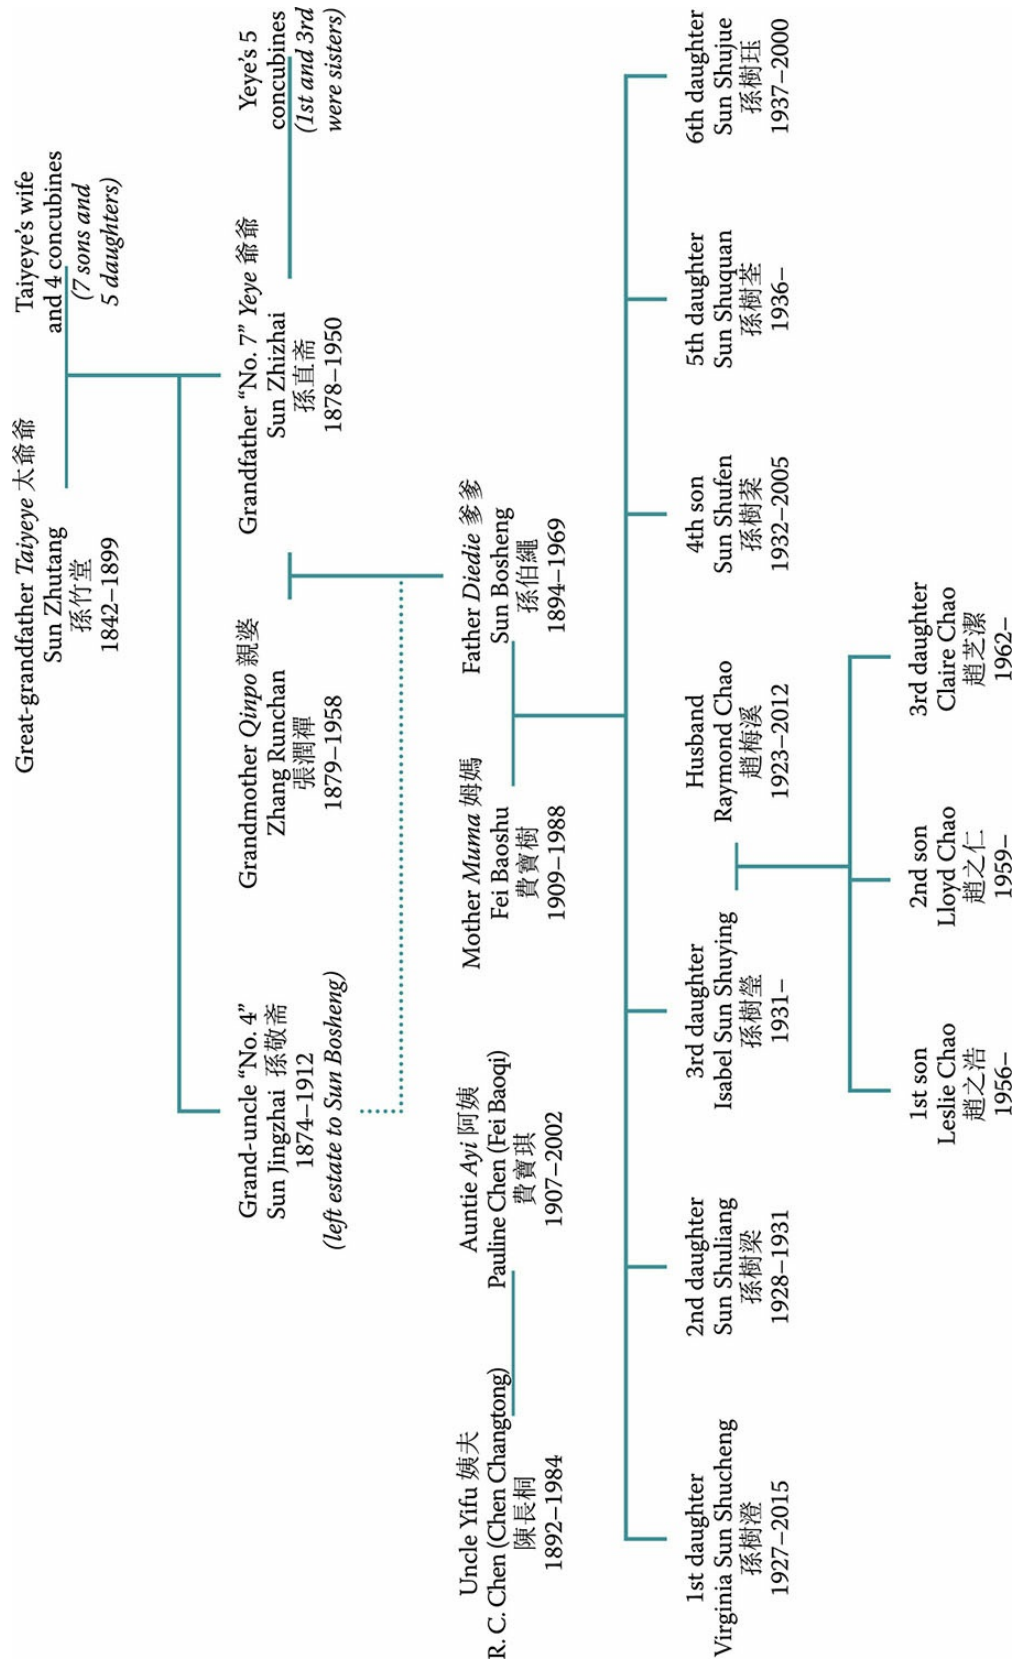 Great-grandfather Taiyeye 太爺爺
Sun Zhutang
孫竹堂
1842–1899
Taiyeye's wife
and 4 concubines
(7 sons and
5 daughters)
Grand-uncle “No. 4”
Sun Jingzhai 孫敬斋
1874–1912
(left estate to Sun Bosheng)
Grandmother Qinpo 親婆
Zhang Runchan
張潤禪
1879–1958
Grandfather “No. 7” Yeye 爺爺
Sun Zhizhai
孫直斋
1878–1950
Yeye's 5
concubines
(1st and 3rd
were sisters)
Uncle Yifu 姨夫
R. C. Chen (Chen Changtong)
陳長桐
1892–1984
Auntie Ayi 阿姨
Pauline Chen (Fei Baoqi)
費寶琪
1907–2002
Mother Muma 姆媽
Fei Baoshu
費寶樹
1909–1988
Father Diedie 爹爹
Sun Bosheng
孫伯繩
1894–1969
1st daughter
Virginia Sun Shucheng
孫樹澄
1927–2015
2nd daughter
Sun Shuliang
孫樹梁
1928–1931
3rd daughter
Isabel Sun Shuying
孫樹瑩
1931–
Husband
Raymond Chao
趙梅溪
1923–2012
4th son
Sun Shufen
孫樹棻
1932–2005
5th daughter
Sun Shuquan
孫樹荃
1936–
6th daughter
Sun Shujue
孫樹珏
1937–2000
1st son
Leslie Chao
趙之浩
1956–
2nd son
Lloyd Chao
趙之仁
1959–
3rd daughter
Claire Chao
趙芝潔
1962–